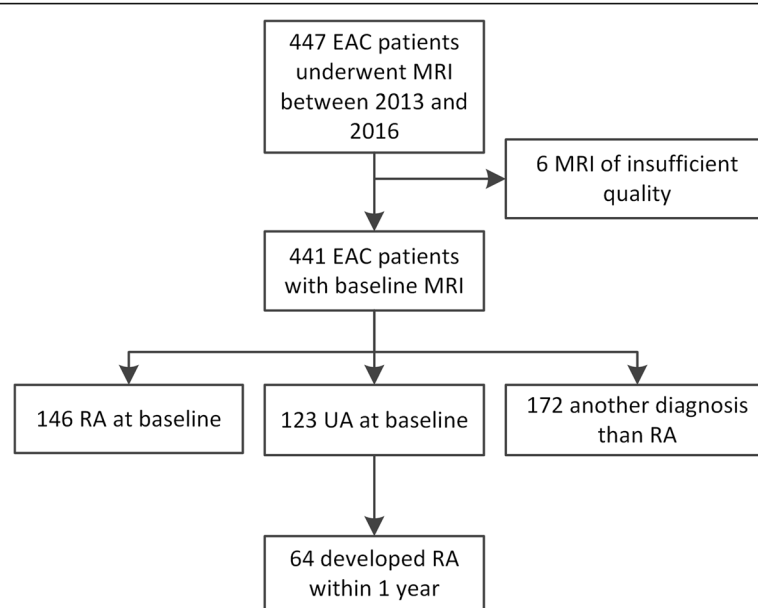 447 EAC patients
underwent MRI
between 2013 and
2016
6 MRI of insufficient
quality
441 EAC patients
with baseline MRI
146 RA at baseline
123 UA at baseline
172 another diagnosis
than RA
64 developed RA
within 1 year